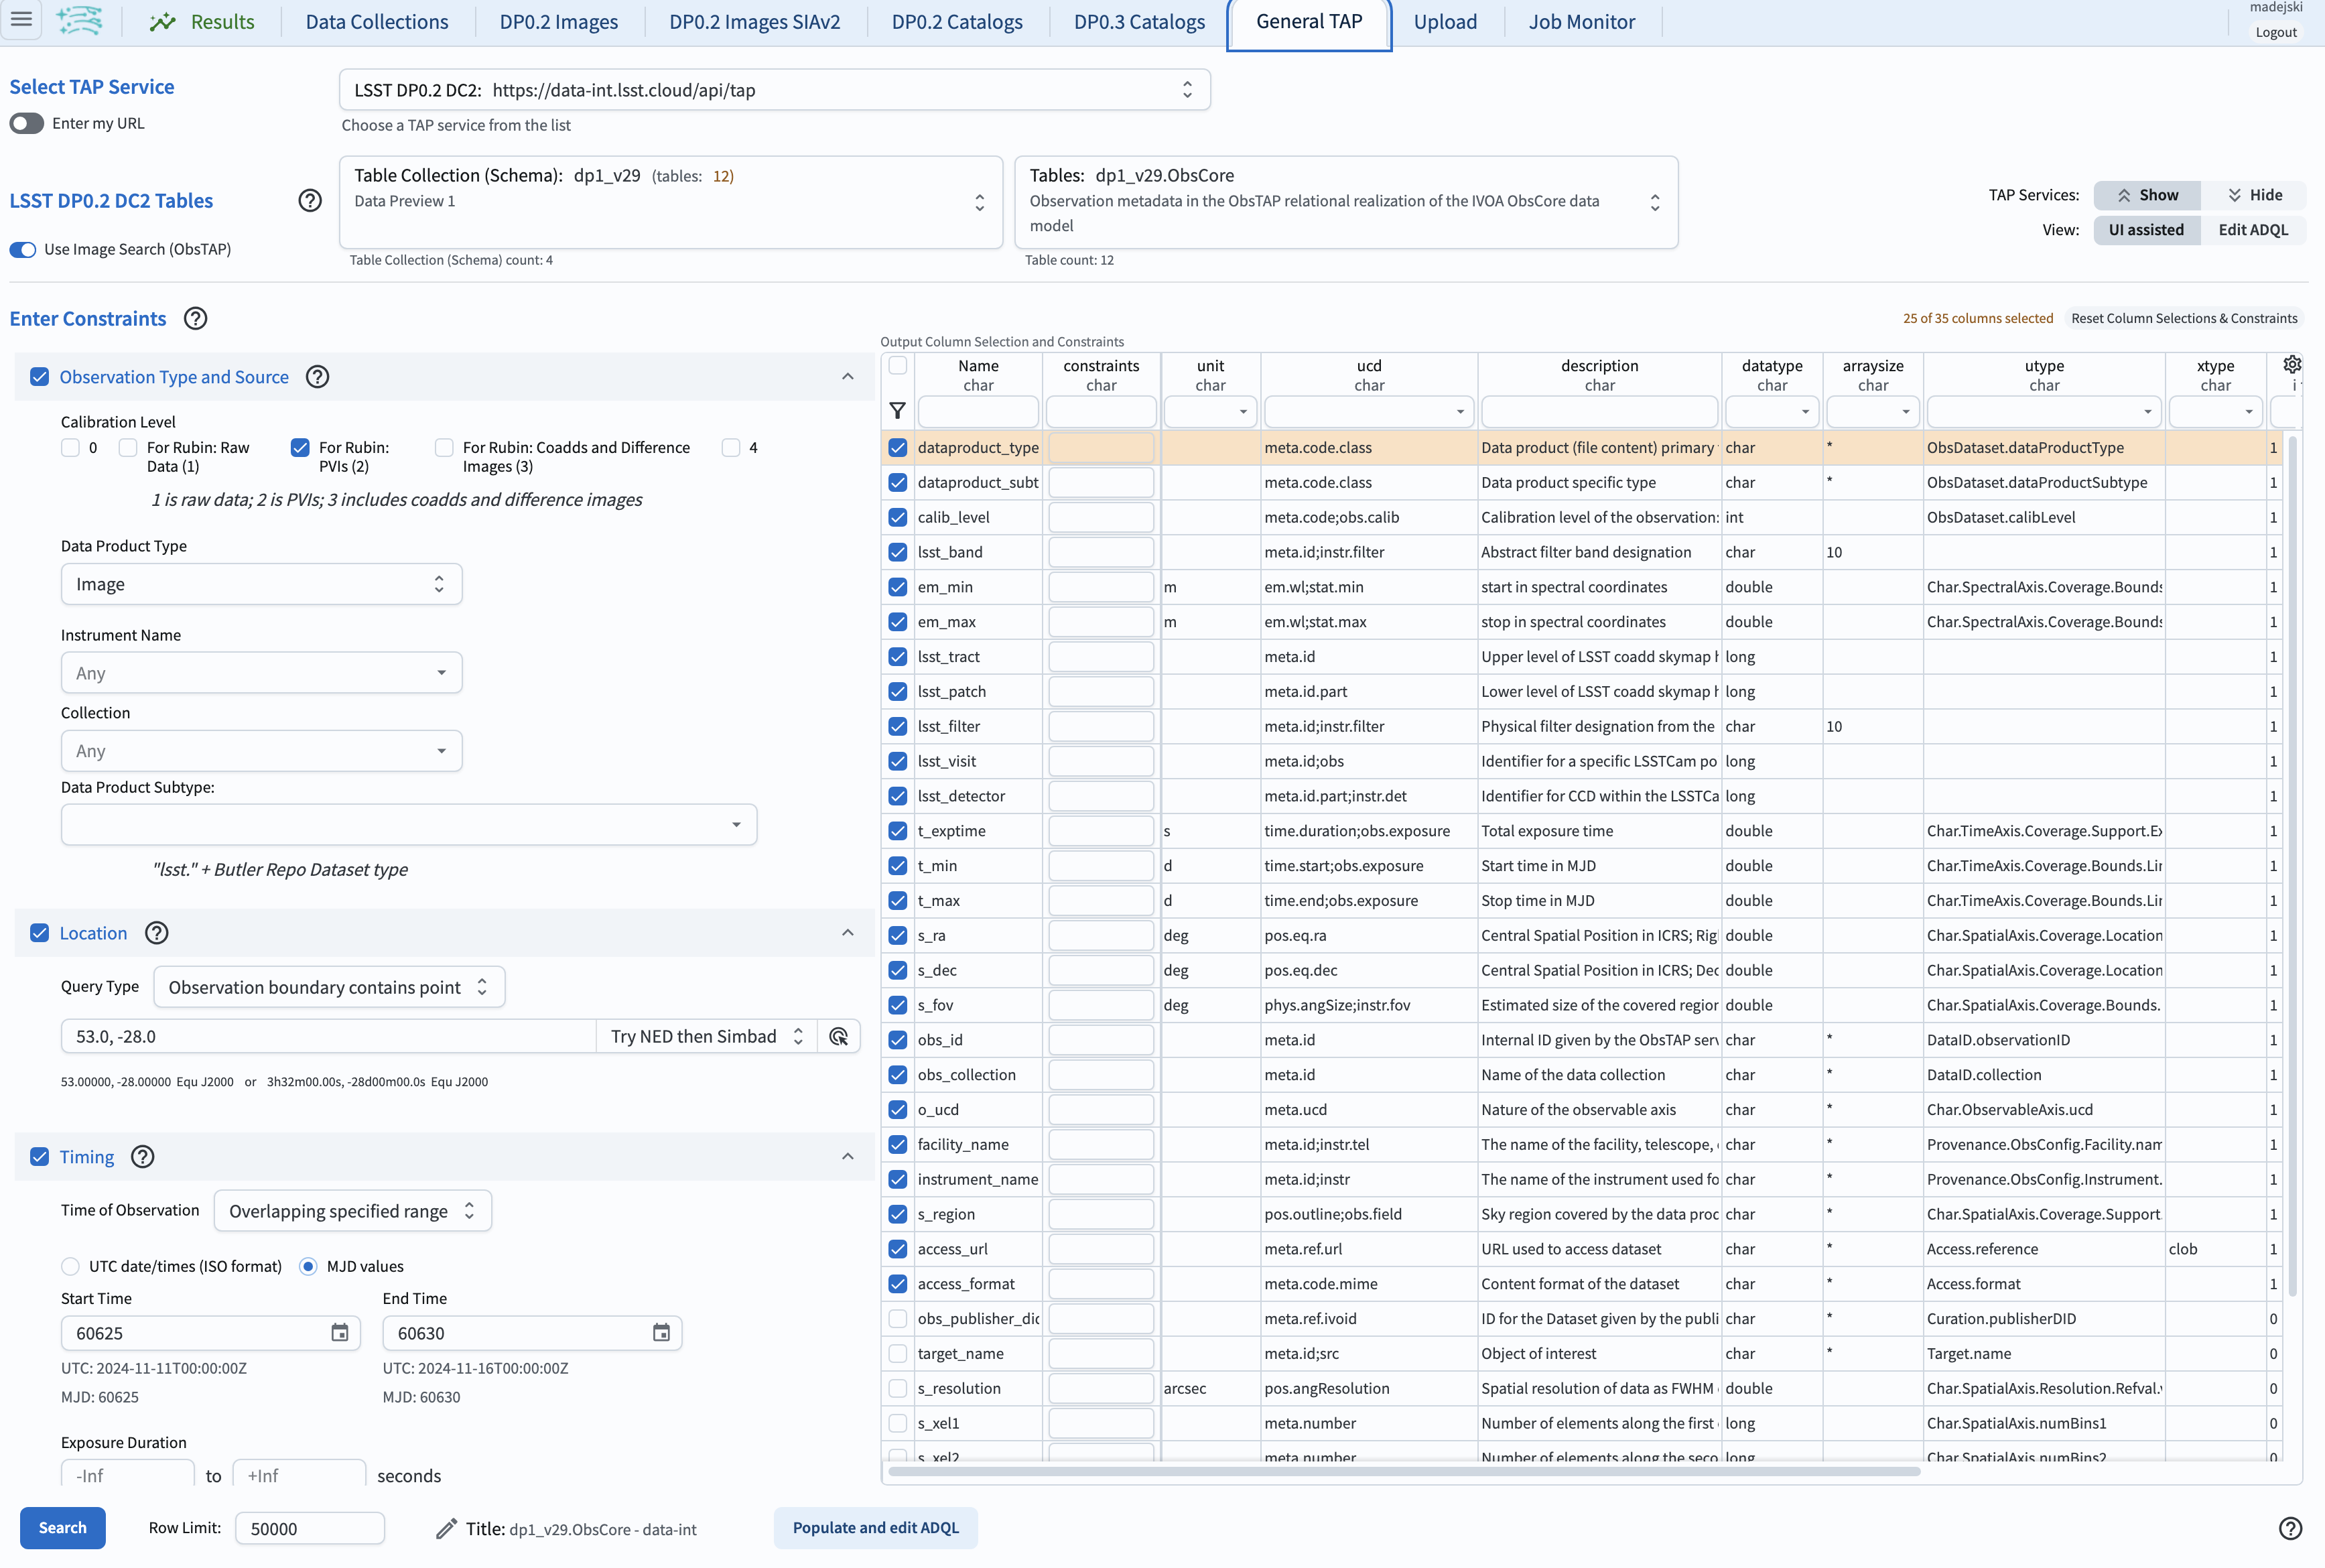 Results
Data Collections
DP0.2 Images
DP0.2 Images SIAv2
DP0.2 Catalogs
DP0.3 Catalogs
General TAP
Upload
Job Monitor
madejski
Logout
Select TAP Service
Enter my URL
LSST DP0.2 DC2: https://data-int.lsst.cloud/api/tap
Choose a TAP service from the list
LSST DP0.2 DC2 Tables
Use Image Search (ObsTAP)
Table Collection (Schema): dp1_v29 (tables: 12)
Data Preview 1
Table Collection (Schema) count: 4
Tables: dp1_v29.ObsCore
Observation metadata in the ObsTAP relational realization of the IVOA ObsCore data
model
Table count: 12
TAP Services: Show Hide
View: UI assisted Edit ADQL
Enter Constraints
25 of 35 columns selected Reset Column Selections & Constraints
Observation Type and Source
Calibration Level
0
For Rubin: Raw
Data (1)
For Rubin:
PVIs (2)
For Rubin: Coadds and Difference
Images (3)
4
1 is raw data; 2 is PVIs; 3 includes coadds and difference images
Data Product Type
Image
Instrument Name
Any
Collection
Any
Data Product Subtype:
"lsst." + Butler Repo Dataset type
Location
Query Type Observation boundary contains point
53.0, -28.0 Try NED then Simbad
53.00000, -28.00000 Equ J2000 or 3h32m00.00s, -28d00m00.0s Equ J2000
Timing
Time of Observation Overlapping specified range
UTC date/times (ISO format) MJD values
Start Time End Time
60625 60630
UTC: 2024-11-11T00:00:00Z UTC: 2024-11-16T00:00:00Z
MJD: 60625 MJD: 60630
Exposure Duration
-Inf to +Inf seconds
Output Column Selection and Constraints
Name constraints unit ucd description datatype arraysize utype xtype
char char char char char char char char char i
dataproduct_type meta.code.class Data product (file content) primary char * ObsDataset.dataProductType 1
dataproduct_subt meta.code.class Data product specific type char * ObsDataset.dataProductSubtype 1
calib_level meta.code;obs.calib Calibration level of the observation: int ObsDataset.calibLevel 1
lsst_band meta.id;instr.filter Abstract filter band designation char 10 1
em_min m em.wl;stat.min start in spectral coordinates double Char.SpectralAxis.Coverage.Bounds 1
em_max m em.wl;stat.max stop in spectral coordinates double Char.SpectralAxis.Coverage.Bounds 1
lsst_tract meta.id Upper level of LSST coadd skymap h long 1
lsst_patch meta.id.part Lower level of LSST coadd skymap h long 1
lsst_filter meta.id;instr.filter Physical filter designation from the char 10 1
lsst_visit meta.id;obs Identifier for a specific LSSTCam po long 1
lsst_detector meta.id.part;instr.det Identifier for CCD within the LSSTCa long 1
t_exptime s time.duration;obs.exposure Total exposure time double Char.TimeAxis.Coverage.Support.Ex 1
t_min d time.start;obs.exposure Start time in MJD double Char.TimeAxis.Coverage.Bounds.Lir 1
t_max d time.end;obs.exposure Stop time in MJD double Char.TimeAxis.Coverage.Bounds.Lir 1
s_ra deg pos.eq.ra Central Spatial Position in ICRS; Rig double Char.SpatialAxis.Coverage.Location 1
s_dec deg pos.eq.dec Central Spatial Position in ICRS; Dec double Char.SpatialAxis.Coverage.Location 1
s_fov deg phys.angSize;instr.fov Estimated size of the covered region double Char.SpatialAxis.Coverage.Bounds. 1
obs_id meta.id Internal ID given by the ObsTAP serv char * DataID.observationID 1
obs_collection meta.id Name of the data collection char * DataID.collection 1
o_ucd meta.ucd Nature of the observable axis char * Char.ObservableAxis.ucd 1
facility_name meta.id;instr.tel The name of the facility, telescope, char * Provenance.ObsConfig.Facility.nam 1
instrument_name meta.id;instr The name of the instrument used fo char * Provenance.ObsConfig.Instrument. 1
s_region pos.outline;obs.field Sky region covered by the data prod char * Char.SpatialAxis.Coverage.Support. 1
access_url meta.ref.url URL used to access dataset char * Access.reference clob 1
access_format meta.code.mime Content format of the dataset char * Access.format 1
obs_publisher_dic meta.ref.ivoid ID for the Dataset given by the publi char * Curation.publisherDID 0
target_name meta.id;src Object of interest char * Target.name 0
s_resolution arcsec pos.angResolution Spatial resolution of data as FWHM double Char.SpatialAxis.Resolution.Refval. 0
s_xel1 meta.number Number of elements along the first long Char.SpatialAxis.numBins1 0
s_xel2 meta.number Number of elements along the seco long Char.SpatialAxis.numBins2 0
Search Row Limit: 50000 Title: dp1_v29.ObsCore - data-int Populate and edit ADQL